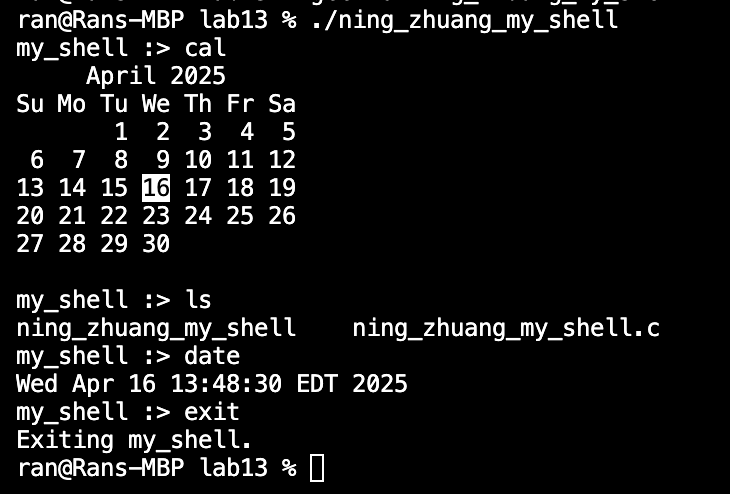 ran@Rans-MBP lab13 % ./ning_zhuang_my_shell
my_shell :> cal
     April 2025
Su Mo Tu We Th Fr Sa
       1  2  3  4  5
 6  7  8  9 10 11 12
13 14 15 16 17 18 19
20 21 22 23 24 25 26
27 28 29 30
my_shell :> ls
ning_zhuang_my_shell    ning_zhuang_my_shell.c
my_shell :> date
Wed Apr 16 13:48:30 EDT 2025
my_shell :> exit
Exiting my_shell.
ran@Rans-MBP lab13 %